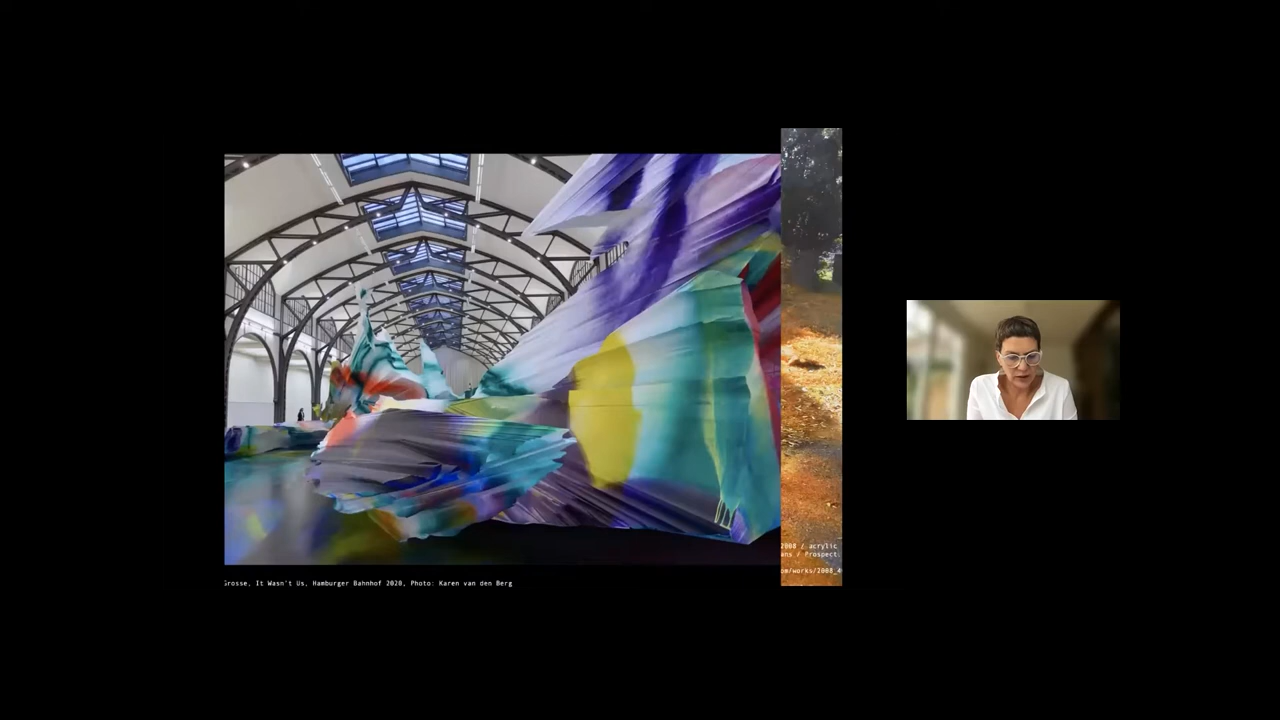 Grosse, It Wasn't Us, Hamburger Bahnhof 2020, Photo: Karen van den Berg
2008 / acrylic
ans / Prospect.
om/works/2008_4